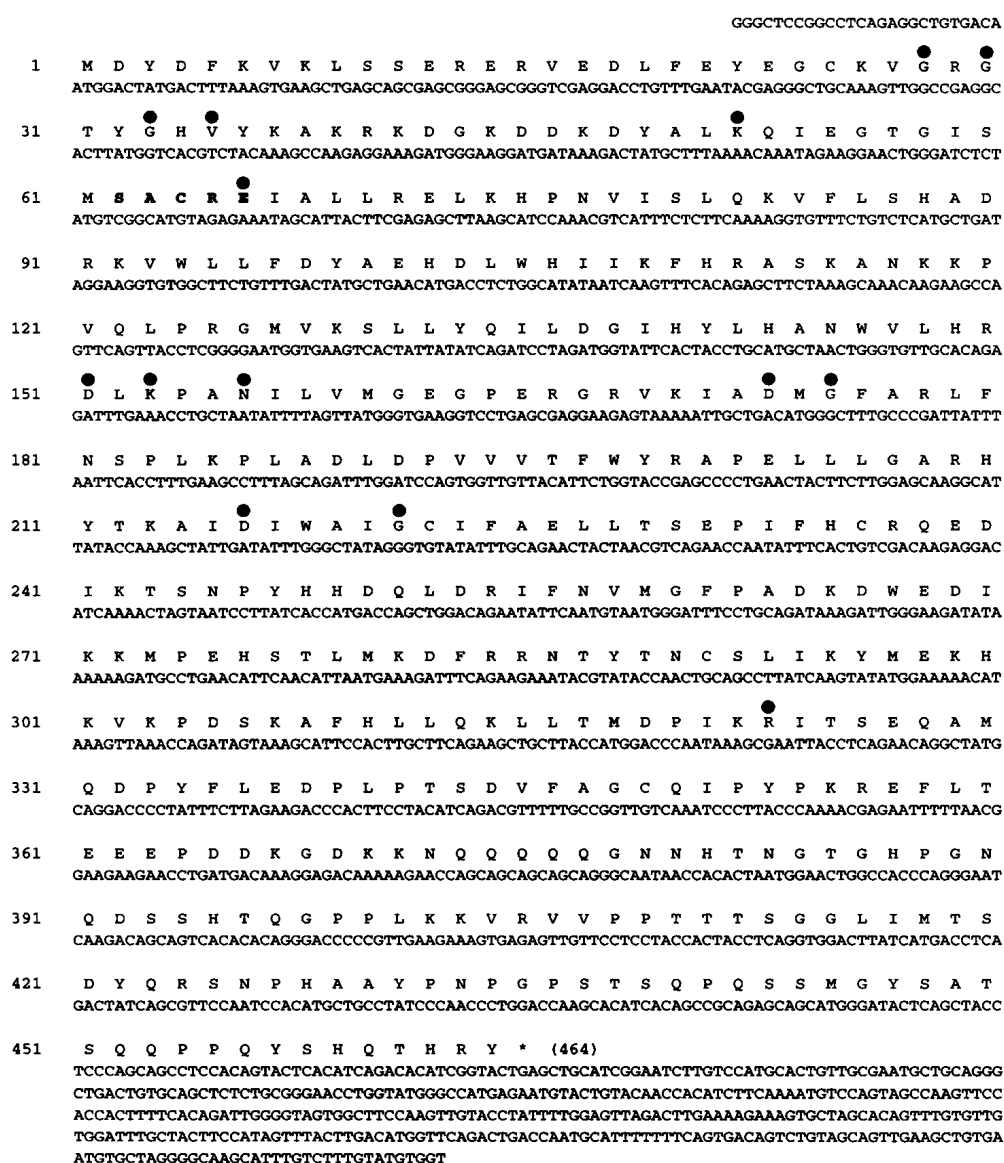 GGGCTCCGGCCTCAGAGGCTGTGACA
1 M D Y D F K V K L S S E R E R V E D L F E Y E G C K V G R G
ATGGACTATGACTTTAAAGTGAAGCTGAGCAGCGAGCGGGAGCGGGTCGAGGACCTGTTTGAATACGAGGGCTGCAAAGTTGGCCGAGGC
31 T Y G H V Y K A K R K D G K D D K D Y A L K Q I E G T G I S
ACTTATGGTCACGTCTACAAAGCCAAGAGGAAAGATGGGAAGGATGATAAAGACTATGCTTTAAAACAAATAGAAGGAACTGGGATCTCT
61 M S A C R E I A L L R E L K H P N V I S L Q K V F L S H A D
ATGTCGGCATGTAGAGAAATAGCATTACTTCGAGAGCTTAAGCATCCAAACGTCATTTCTCTTCAAAAGGTGTTTCTGTCTCATGCTGAT
91 R K V W L L F D Y A E H D L W H I I K F H R A S K A N K K P
AGGAAGGTGTGGCTTCTGTTTGACTATGCTGAACATGACCTCTGGCATATAATCAAGTTTCACAGAGCTTCTAAAGCAAACAAGAAGCCA
121 V Q L P R G M V K S L L Y Q I L D G I H Y L H A N W V L H R
GTTCAGTTACCTCGGGGAATGGTGAAGTCACTATTATATCAGATCCTAGATGGTATTCACTACCTGCATGCTAACTGGGTGTTGCACAGA
151 D L K P A N I L V M G E G P E R G R V K I A D M G F A R L F
GATTTGAAACCTGCTAATATTTTAGTTATGGGTGAAGGTCCTGAGCGAGGAAGAGTAAAAATTGCTGACATGGGCTTTGCCCGATTATTT
181 N S P L K P L A D L D P V V V T F W Y R A P E L L L G A R H
AATTCACCTTTGAAGCCTTTAGCAGATTTGGATCCAGTGGTTGTTACATTCTGGTACCGAGCCCCTGAACTACTTCTTGGAGCAAGGCAT
211 Y T K A I D I W A I G C I F A E L L T S E P I F H C R Q E D
TATACCAAAGCTATTGATATTTGGGCTATAGGGTGTATATTTGCAGAACTACTAACGTCAGAACCAATATTTCACTGTCGACAAGAGGAC
241 I K T S N P Y H H D Q L D R I F N V M G F P A D K D W E D I
ATCAAAACTAGTAATCCTTATCACCATGACCAGCTGGACAGAATATTCAATGTAATGGGATTTCCTGCAGATAAAGATTGGGAAGATATA
271 K K M P E H S T L M K D F R R N T Y T N C S L I K Y M E K H
AAAAAGATGCCTGAACATTCAACATTAATGAAAGATTTCAGAAGAAATACGTATACCAACTGCAGCCTTATCAAGTATATGGAAAAACAT
301 K V K P D S K A F H L L Q K L L T M D P I K R I T S E Q A M
AAAGTTAAACCAGATAGTAAAGCATTCCACTTGCTTCAGAAGCTGCTTACCATGGACCCAATAAAGCGAATTACCTCAGAACAGGCTATG
331 Q D P Y F L E D P L P T S D V F A G C Q I P Y P K R E F L T
CAGGACCCCTATTTCTTAGAAGACCCACTTCCTACATCAGACGTTTTTGCCGGTTGTCAAATCCCTTACCCAAAACGAGAATTTTTAACG
361 E E E P D D K G D K K N Q Q Q Q Q G N N H T N G T G H P G N
GAAGAAGAACCTGATGACAAAGGAGACAAAAAGAACCAGCAGCAGCAGCAGGGCAATAACCACACTAATGGAACTGGCCACCCAGGGAAT
391 Q D S S H T Q G P P L K K V R V V P P T T T S G G L I M T S
CAAGACAGCAGTCACACACAGGGACCCCCGTTGAAGAAAGTGAGAGTTGTTCCTCCTACCACTACCTCAGGTGGACTTATCATGACCTCA
421 D Y Q R S N P H A A Y P N P G P S T S Q P Q S S M G Y S A T
GACTATCAGCGTTCCAATCCACATGCTGCCTATCCCAACCCTGGACCAAGCACATCACAGCCGCAGAGCAGCATGGGATACTCAGCTACC
451 S Q Q P P Q Y S H Q T H R Y * (464)
TCCCAGCAGCCTCCACAGTACTCACATCAGACACATCGGTACTGAGCTGCATCGGAATCTTGTCCATGCACTGTTGCGAATGCTGCAGGG
CTGACTGTGCAGCTCTCTGCGGGAACCTGGTATGGGCCATGAGAATGTACTGTACAACCACATCTTCAAAATGTCCAGTAGCCAAGTTCC
ACCACTTTTCACAGATTGGGGTAGTGGCTTCCAAGTTGTACCTATTTTGGAGTTAGACTTGAAAAGAAAGTGCTAGCACAGTTTGTGTTG
TGGATTTGCTACTTCCATAGTTTACTTGACATGGTTCAGACTGACCAATGCATTTTTTTCAGTGACAGTCTGTAGCAGTTGAAGCTGTGA
ATGTGCTAGGGGCAAGCATTTGTCTTTGTATGTGGT